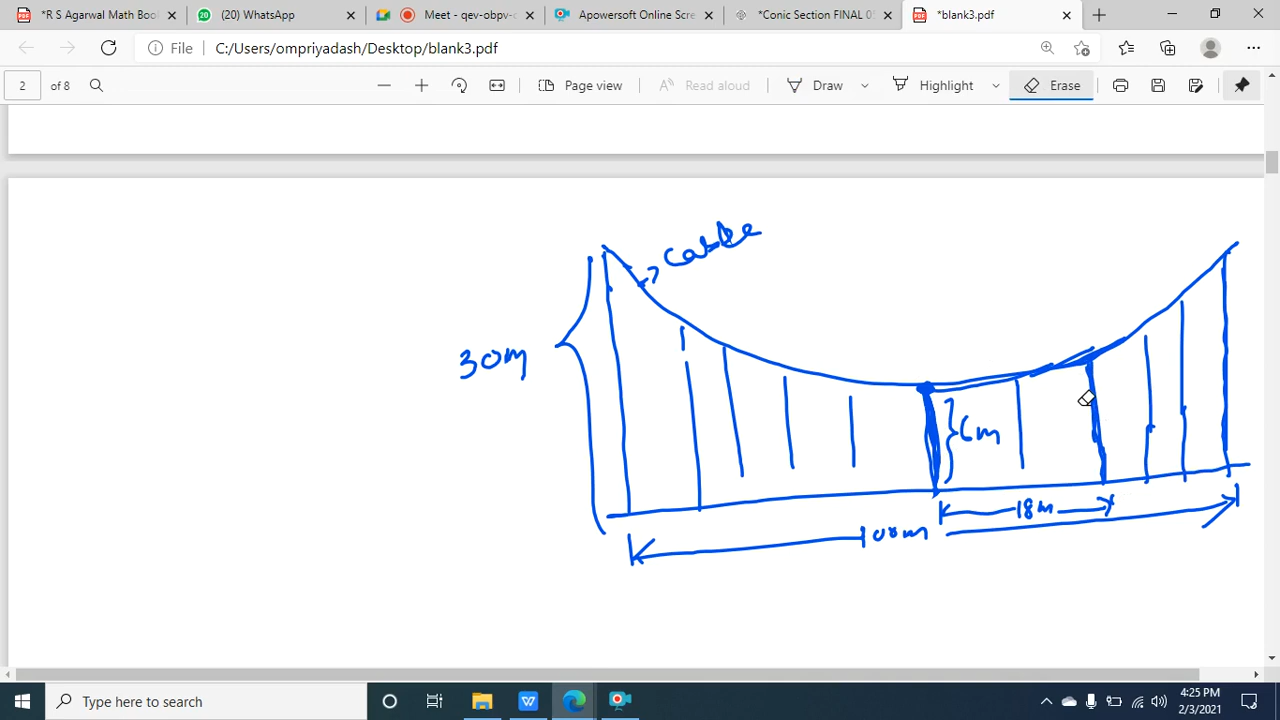 *R S Agarwal Math Boo
(20) WhatsApp
Meet - qev-obpv-c
Apowersoft Online Scre
*Conic Section FINAL 05
*blank3.pdf
File
C:/Users/ompriyadash/Desktop/blank3.pdf
2 of 8
Page view
Read aloud
Draw
Highlight
Erase
Cable
30m
6m
18m
100m
Type here to search
4:25 PM
2/3/2021